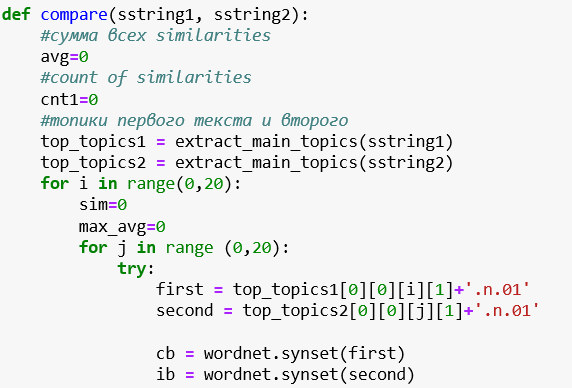 def compare(sstring1, sstring2):
    #сумма всех similarities
    avg=0
    #count of similarities
    cnt1=0
    #топики первого текста и второго
    top_topics1 = extract_main_topics(sstring1)
    top_topics2 = extract_main_topics(sstring2)
    for i in range(0,20):
        sim=0
        max_avg=0
        for j in range (0,20):
            try:
                first = top_topics1[0][0][i][1]+'.n.01'
                second = top_topics2[0][0][j][1]+'.n.01'

                cb = wordnet.synset(first)
                ib = wordnet.synset(second)